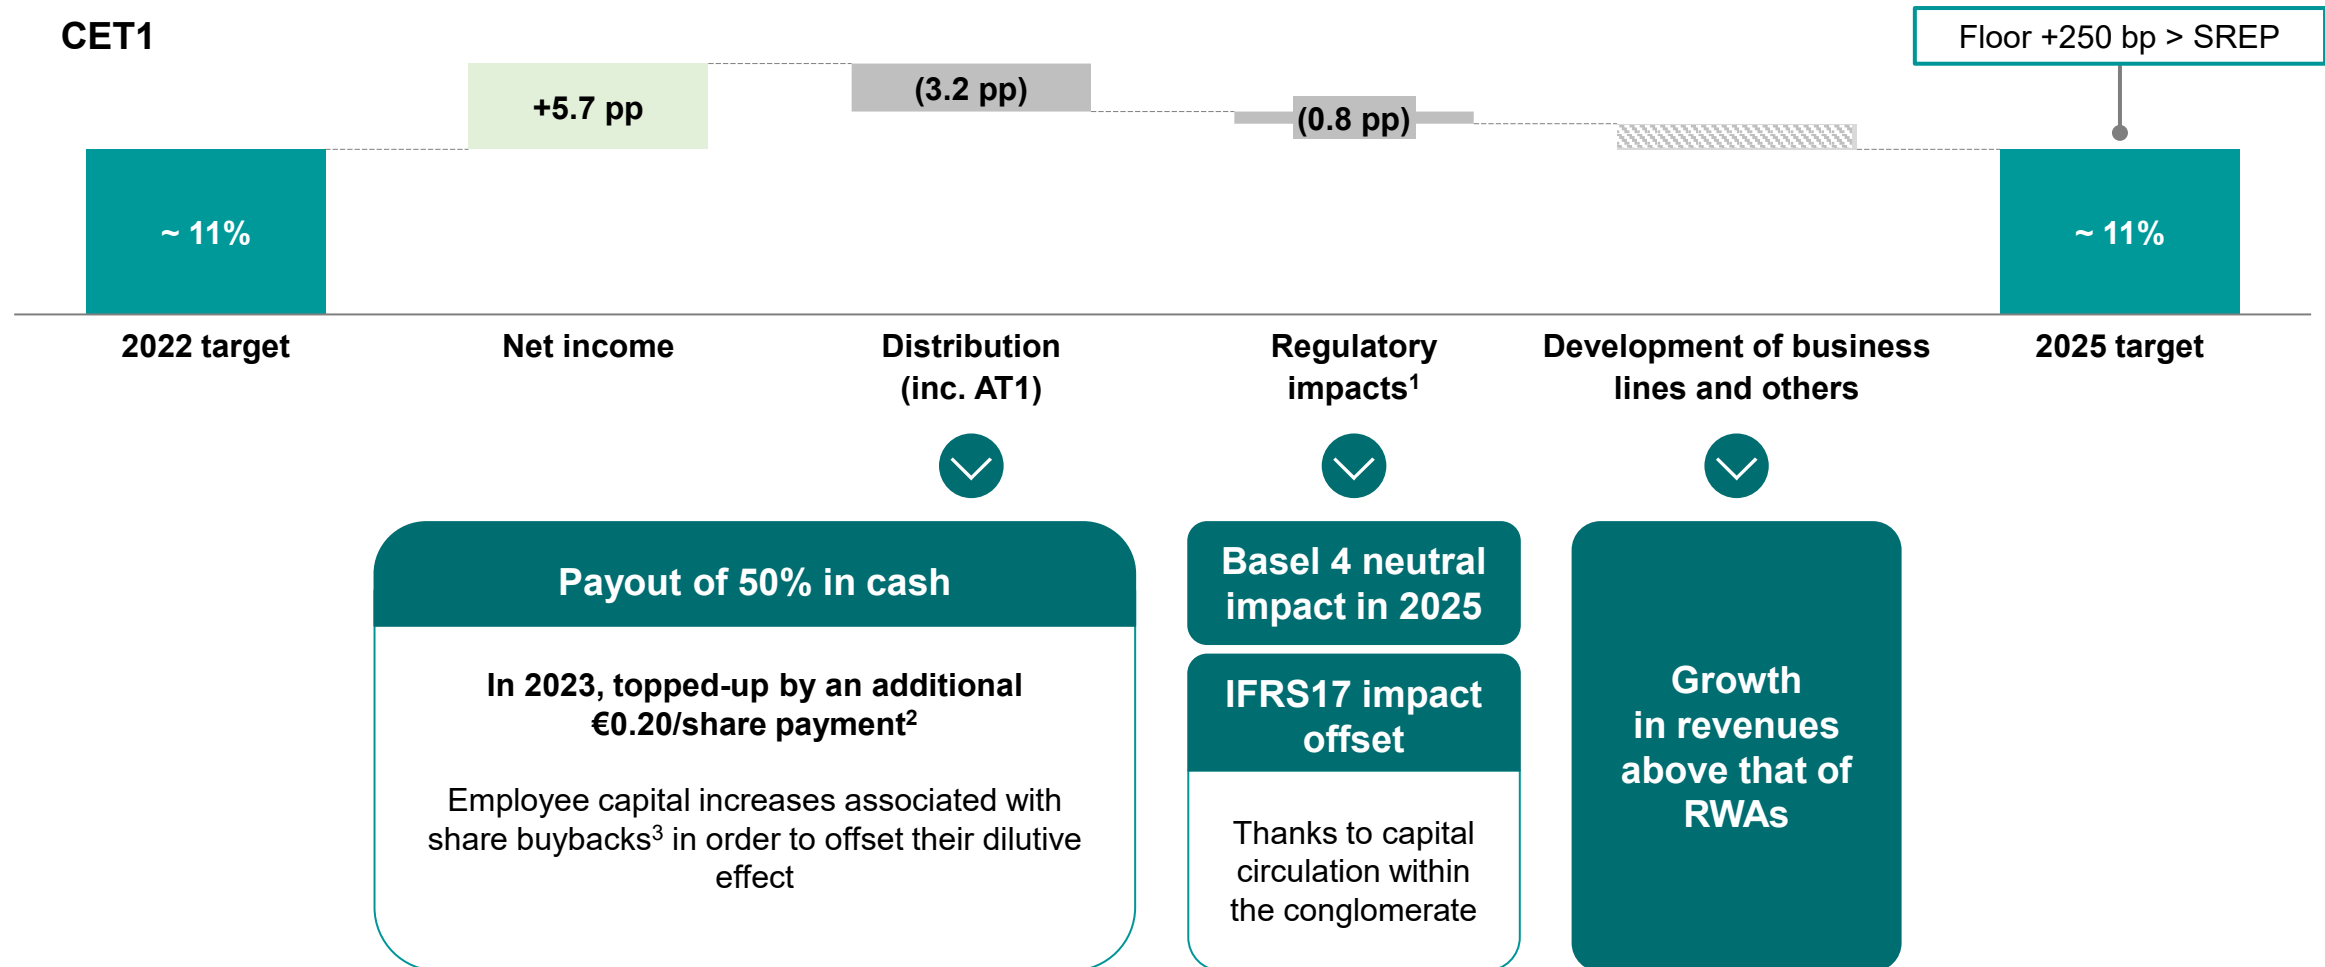 CET1
Floor +250 bp > SREP
+5.7 pp
(3.2 pp)
(0.8 pp)
~ 11%
~ 11%
2022 target
Net income
Distribution
(inc. AT1)
Regulatory
impacts¹
Development of business
lines and others
2025 target
Payout of 50% in cash
In 2023, topped-up by an additional
€0.20/share payment²
Employee capital increases associated with
share buybacks³ in order to offset their dilutive
effect
Basel 4 neutral
impact in 2025
IFRS17 impact
offset
Thanks to capital
circulation within
the conglomerate
Growth
in revenues
above that of
RWAs